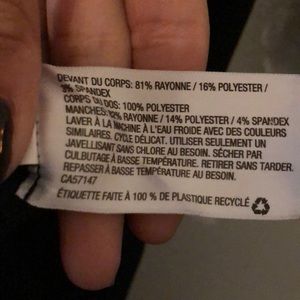 DEVANT DU CORPS: 81% RAYONNE / 16% POLYESTER /
3% SPANDEX
CORPS DU DOS: 100% POLYESTER
MANCHES: 82% RAYONNE / 14% POLYESTER / 4% SPANDEX
LAVER À LA MACHINE À L'EAU FROIDE AVEC DES COULEURS
SIMILAIRES. CYCLE DÉLICAT. UTILISER SEULEMENT UN
JAVELLISANT SANS CHLORE AU BESOIN. SÉCHER PAR
CULBUTAGE À BASSE TEMPÉRATURE. RETIRER SANS TARDER.
REPASSER À BASSE TEMPÉRATURE AU BESOIN.
CA57147
ÉTIQUETTE FAITE À 100 % DE PLASTIQUE RECYCLÉ